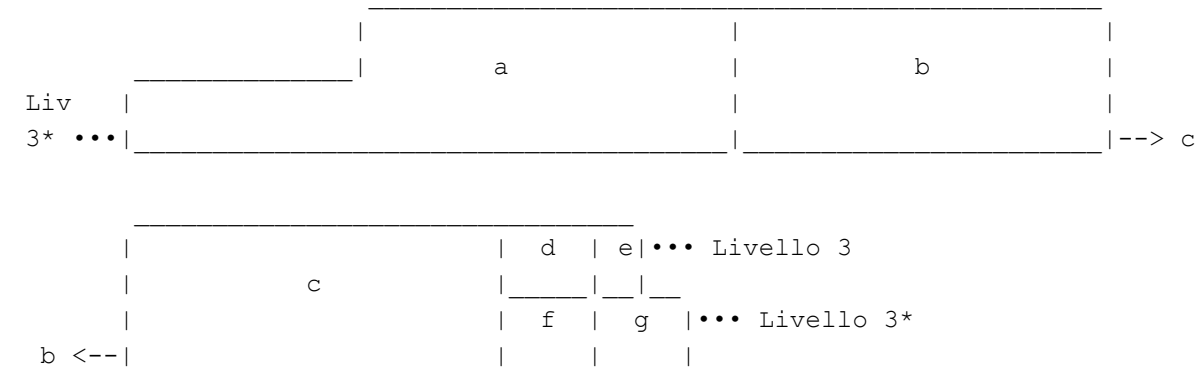 a b
Liv
3* ••• --> c
d e ••• Livello 3
c
f g ••• Livello 3*
b <--